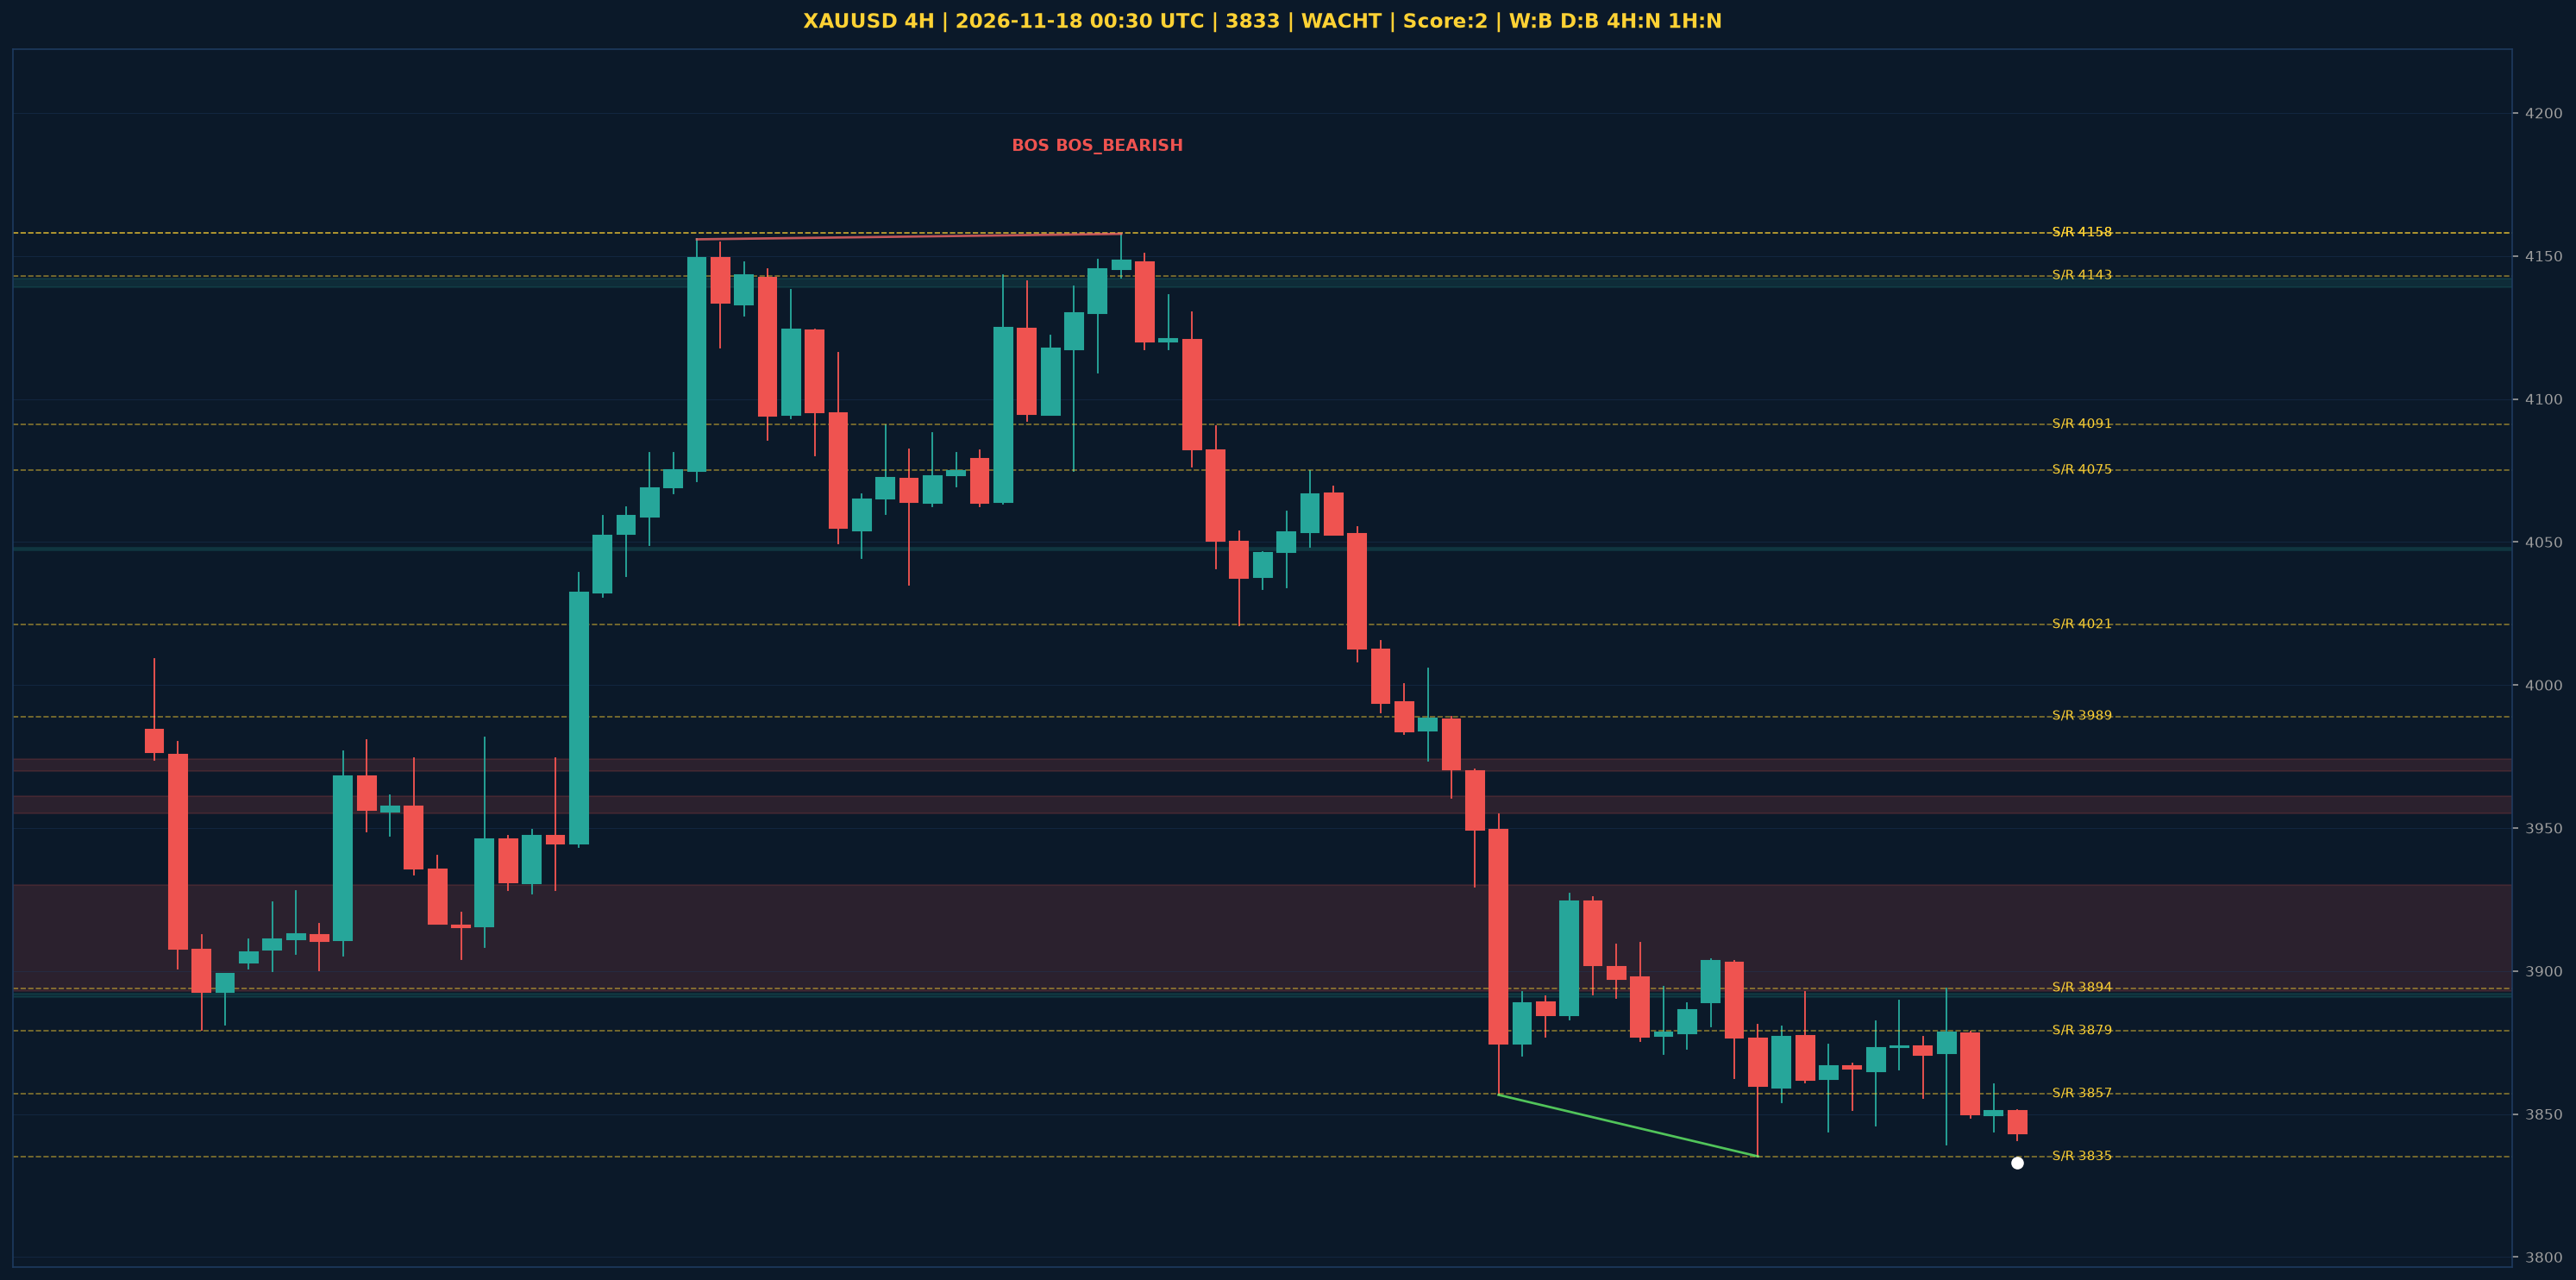 XAUUSD 4H | 2026-11-18 00:30 UTC | 3833 | WACHT | Score:2 | W:B D:B 4H:N 1H:N
4200
BOS BOS_BEARISH
S/R 4158
4150
S/R 4143
4100
S/R 4091
S/R 4075
4050
S/R 4021
4000
S/R 3989
3950
3900
S/R 3894
S/R 3879
S/R 3857
3850
S/R 3835
3800